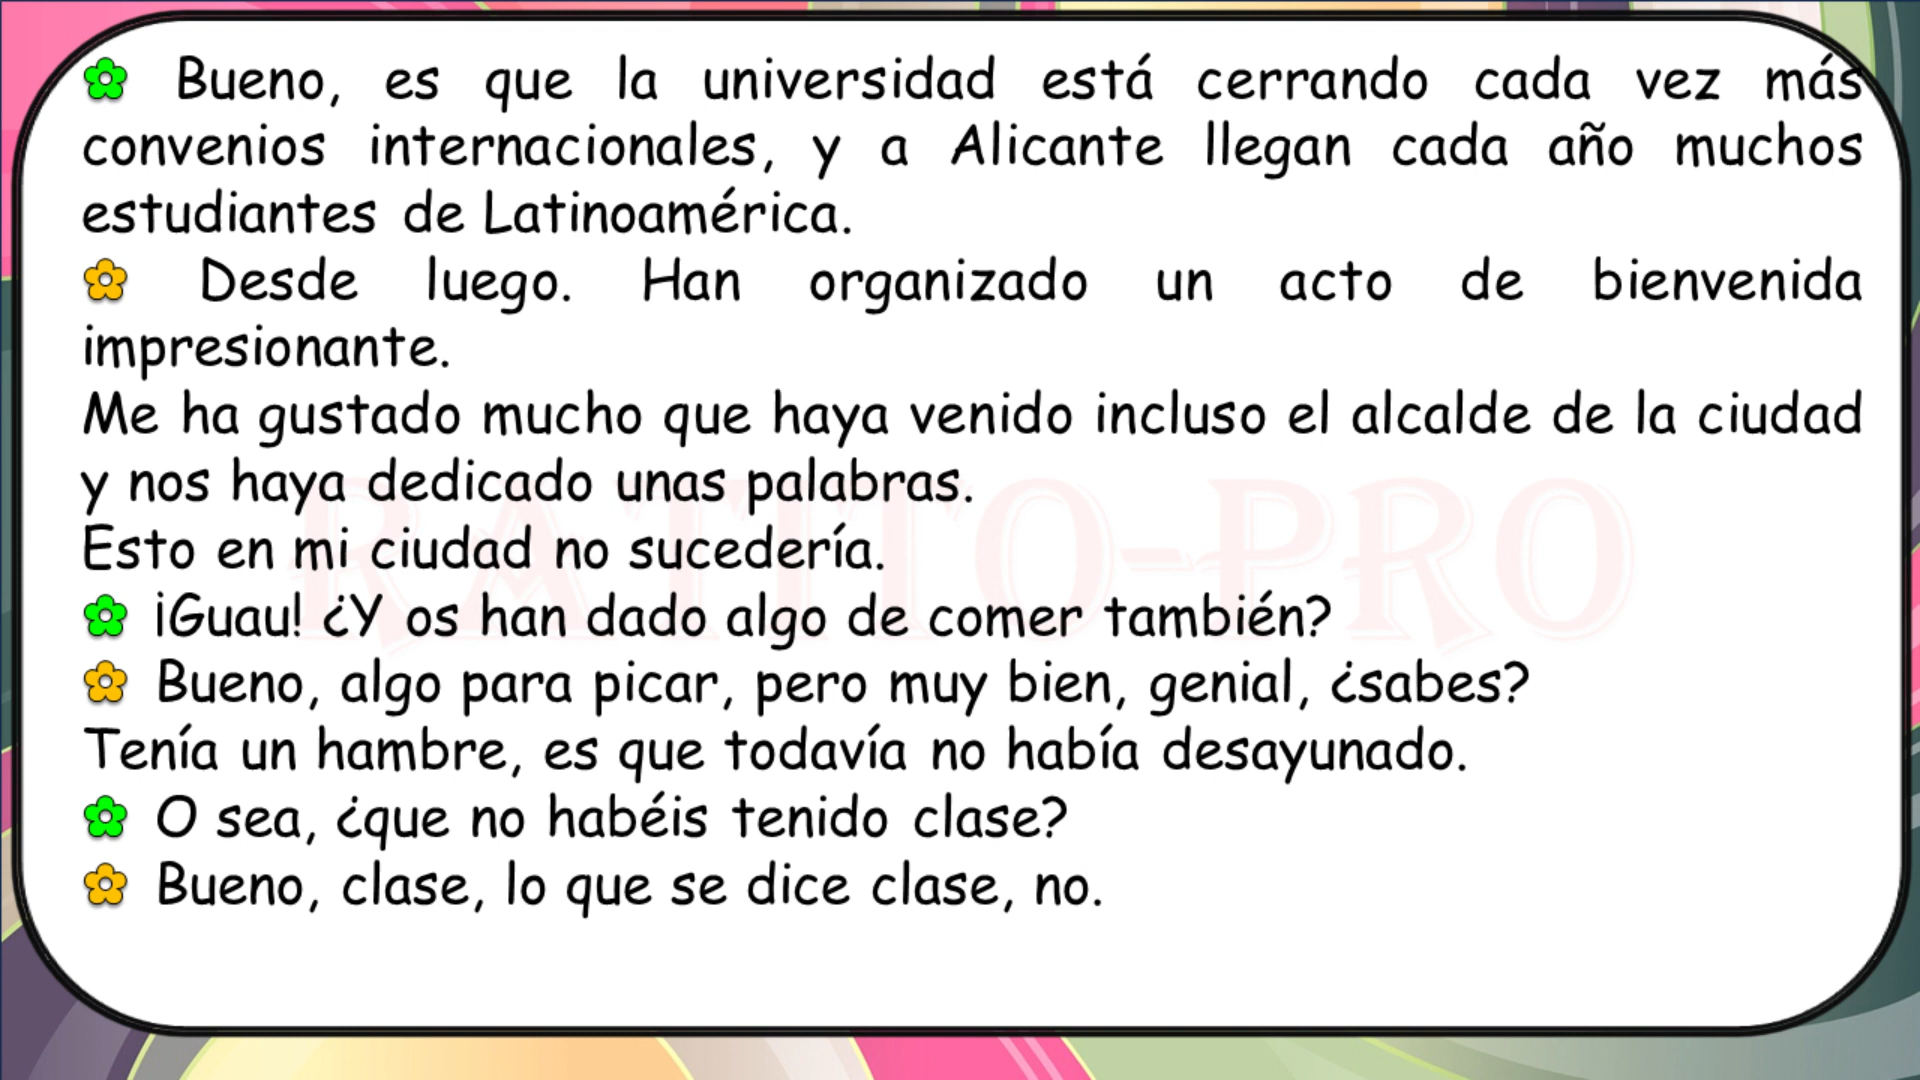 Bueno, es que la universidad está cerrando cada vez más
convenios internacionales, y a Alicante llegan cada año muchos
estudiantes de Latinoamérica.
Desde luego. Han organizado un acto de bienvenida
impresionante.
Me ha gustado mucho que haya venido incluso el alcalde de la ciudad
y nos haya dedicado unas palabras.
Esto en mi ciudad no sucedería.
¡Guau! ¿Y os han dado algo de comer también?
Bueno, algo para picar, pero muy bien, genial, ¿sabes?
Tenía un hambre, es que todavía no había desayunado.
O sea, ¿que no habéis tenido clase?
Bueno, clase, lo que se dice clase, no.
RATITO-PRO